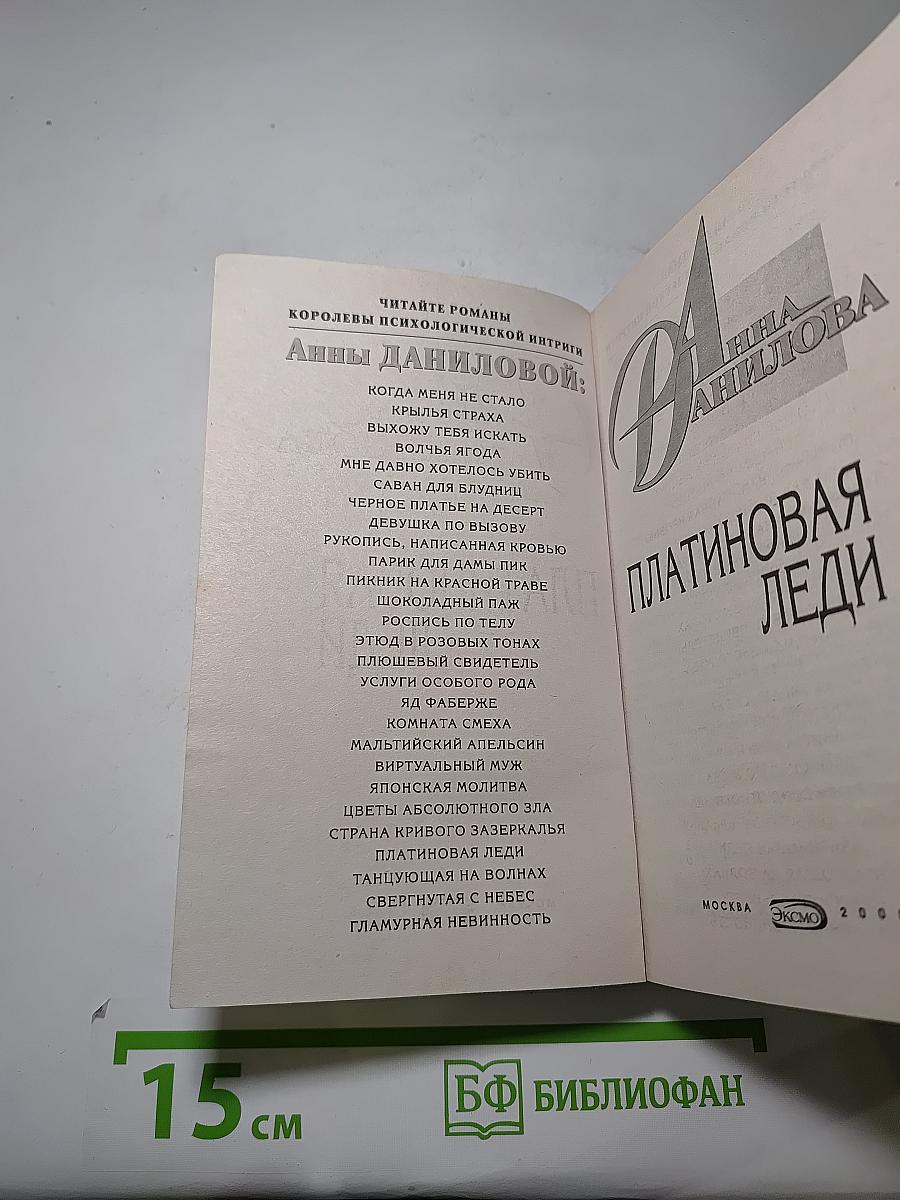 ЧИТАЙТЕ РОМАНЫ
КОРОЛЕВЫ ПСИХОЛОГИЧЕСКОЙ ИНТРИГИ
Анны ДАНИЛОВОЙ:
КОГДА МЕНЯ НЕ СТАЛО
КРЫЛЬЯ СТРАХА
ВЫХОЖУ ТЕБЯ ИСКАТЬ
ВОЛЧЬЯ ЯГОДА
МНЕ ДАВНО ХОТЕЛОСЬ УБИТЬ
САВАН ДЛЯ БЛУДНИЦ
ЧЕРНОЕ ПЛАТЬЕ НА ДЕСЕРТ
ДЕВУШКА ПО ВЫЗОВУ
РУКОПИСЬ, НАПИСАННАЯ КРОВЬЮ
ПАРИК ДЛЯ ДАМЫ ПИК
ПИКНИК НА КРАСНОЙ ТРАВЕ
ШОКОЛАДНЫЙ ПАЖ
РОСПИСЬ ПО ТЕЛУ
ЭТЮД В РОЗОВЫХ ТОНАХ
ПЛЮШЕВЫЙ СВИДЕТЕЛЬ
УСЛУГИ ОСОБОГО РОДА
ЯД ФАБЕРЖЕ
КОМНАТА СМЕХА
МАЛЬТИЙСКИЙ АПЕЛЬСИН
ВИРТУАЛЬНЫЙ МУЖ
ЯПОНСКАЯ МОЛИТВА
ЦВЕТЫ АБСОЛЮТНОГО ЗЛА
СТРАНА КРИВОГО ЗАЗЕРКАЛЬЯ
ПЛАТИНОВАЯ ЛЕДИ
ТАНЦУЮЩАЯ НА ВОЛНАХ
СВЕРГНУТАЯ С НЕБЕС
ГЛАМУРНАЯ НЕВИННОСТЬ
АННА
ДАНИЛОВА
ПЛАТИНОВАЯ
ЛЕДИ
МОСКВА ЭКСМО
15 СМ
БФ БИБЛИОФАН